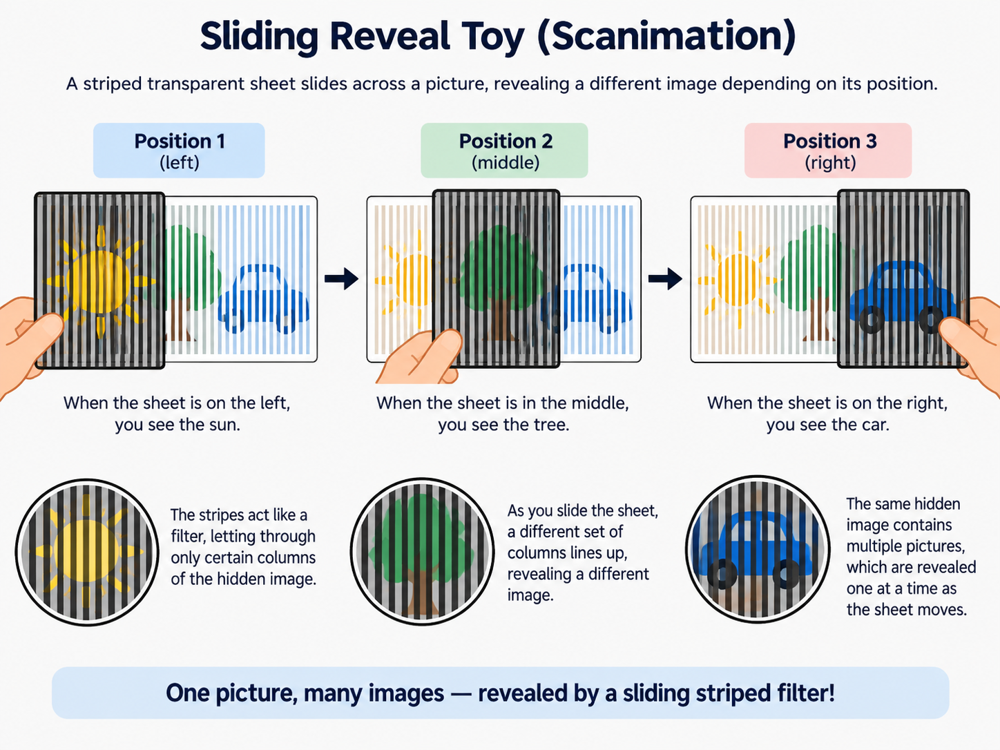 Sliding Reveal Toy (Scanimation)
A striped transparent sheet slides across a picture, revealing a different image depending on its position.
Position 1
(left)
Position 2
(middle)
Position 3
(right)
When the sheet is on the left,
you see the sun.
When the sheet is in the middle,
you see the tree.
When the sheet is on the right,
you see the car.
The stripes act like a
filter, letting through
only certain columns
of the hidden image.
As you slide the sheet,
a different set of
columns lines up,
revealing a different
image.
The same hidden
image contains
multiple pictures,
which are revealed
one at a time as
the sheet moves.
One picture, many images — revealed by a sliding striped filter!